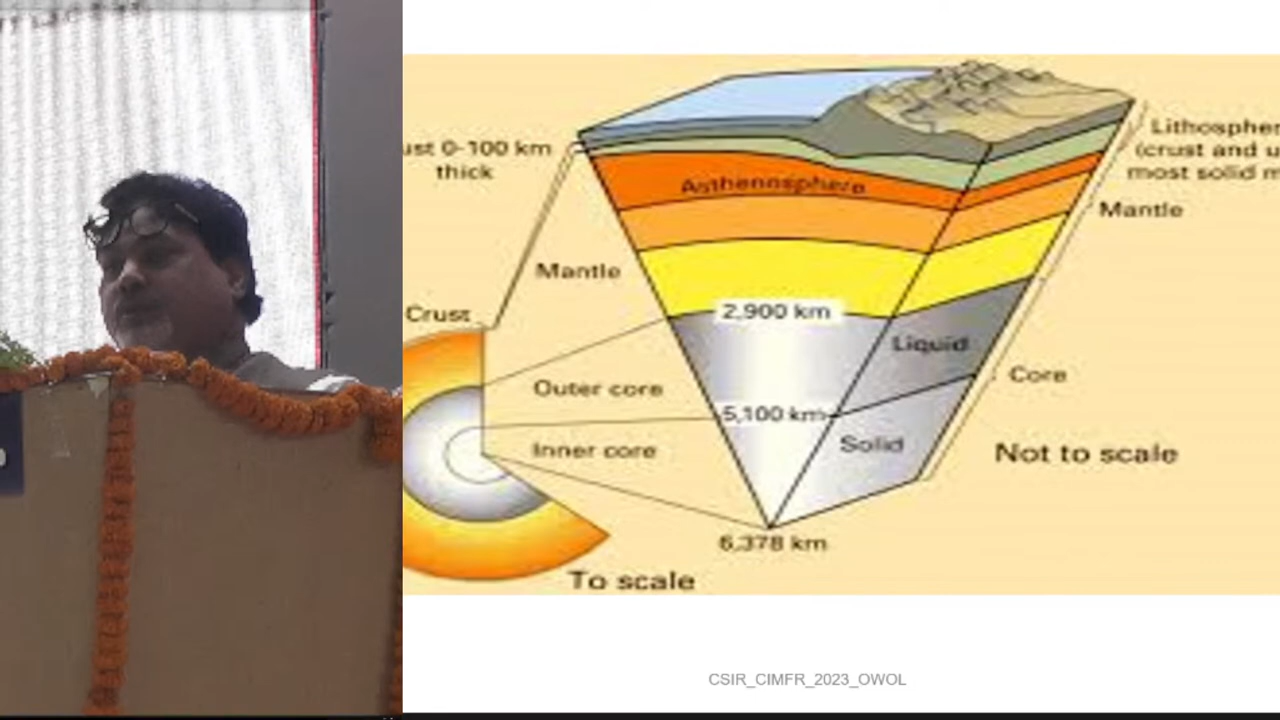 ust 0-100 km
thick
Lithospher
(crust and u
most solid m
Asthenosphere
Mantle
Mantle
Crust
2,900 km
Liquid
Outer core
Core
5,100 km
Inner core
Solid
Not to scale
6,378 km
To scale
CSIR_CIMFR_2023_OWOL